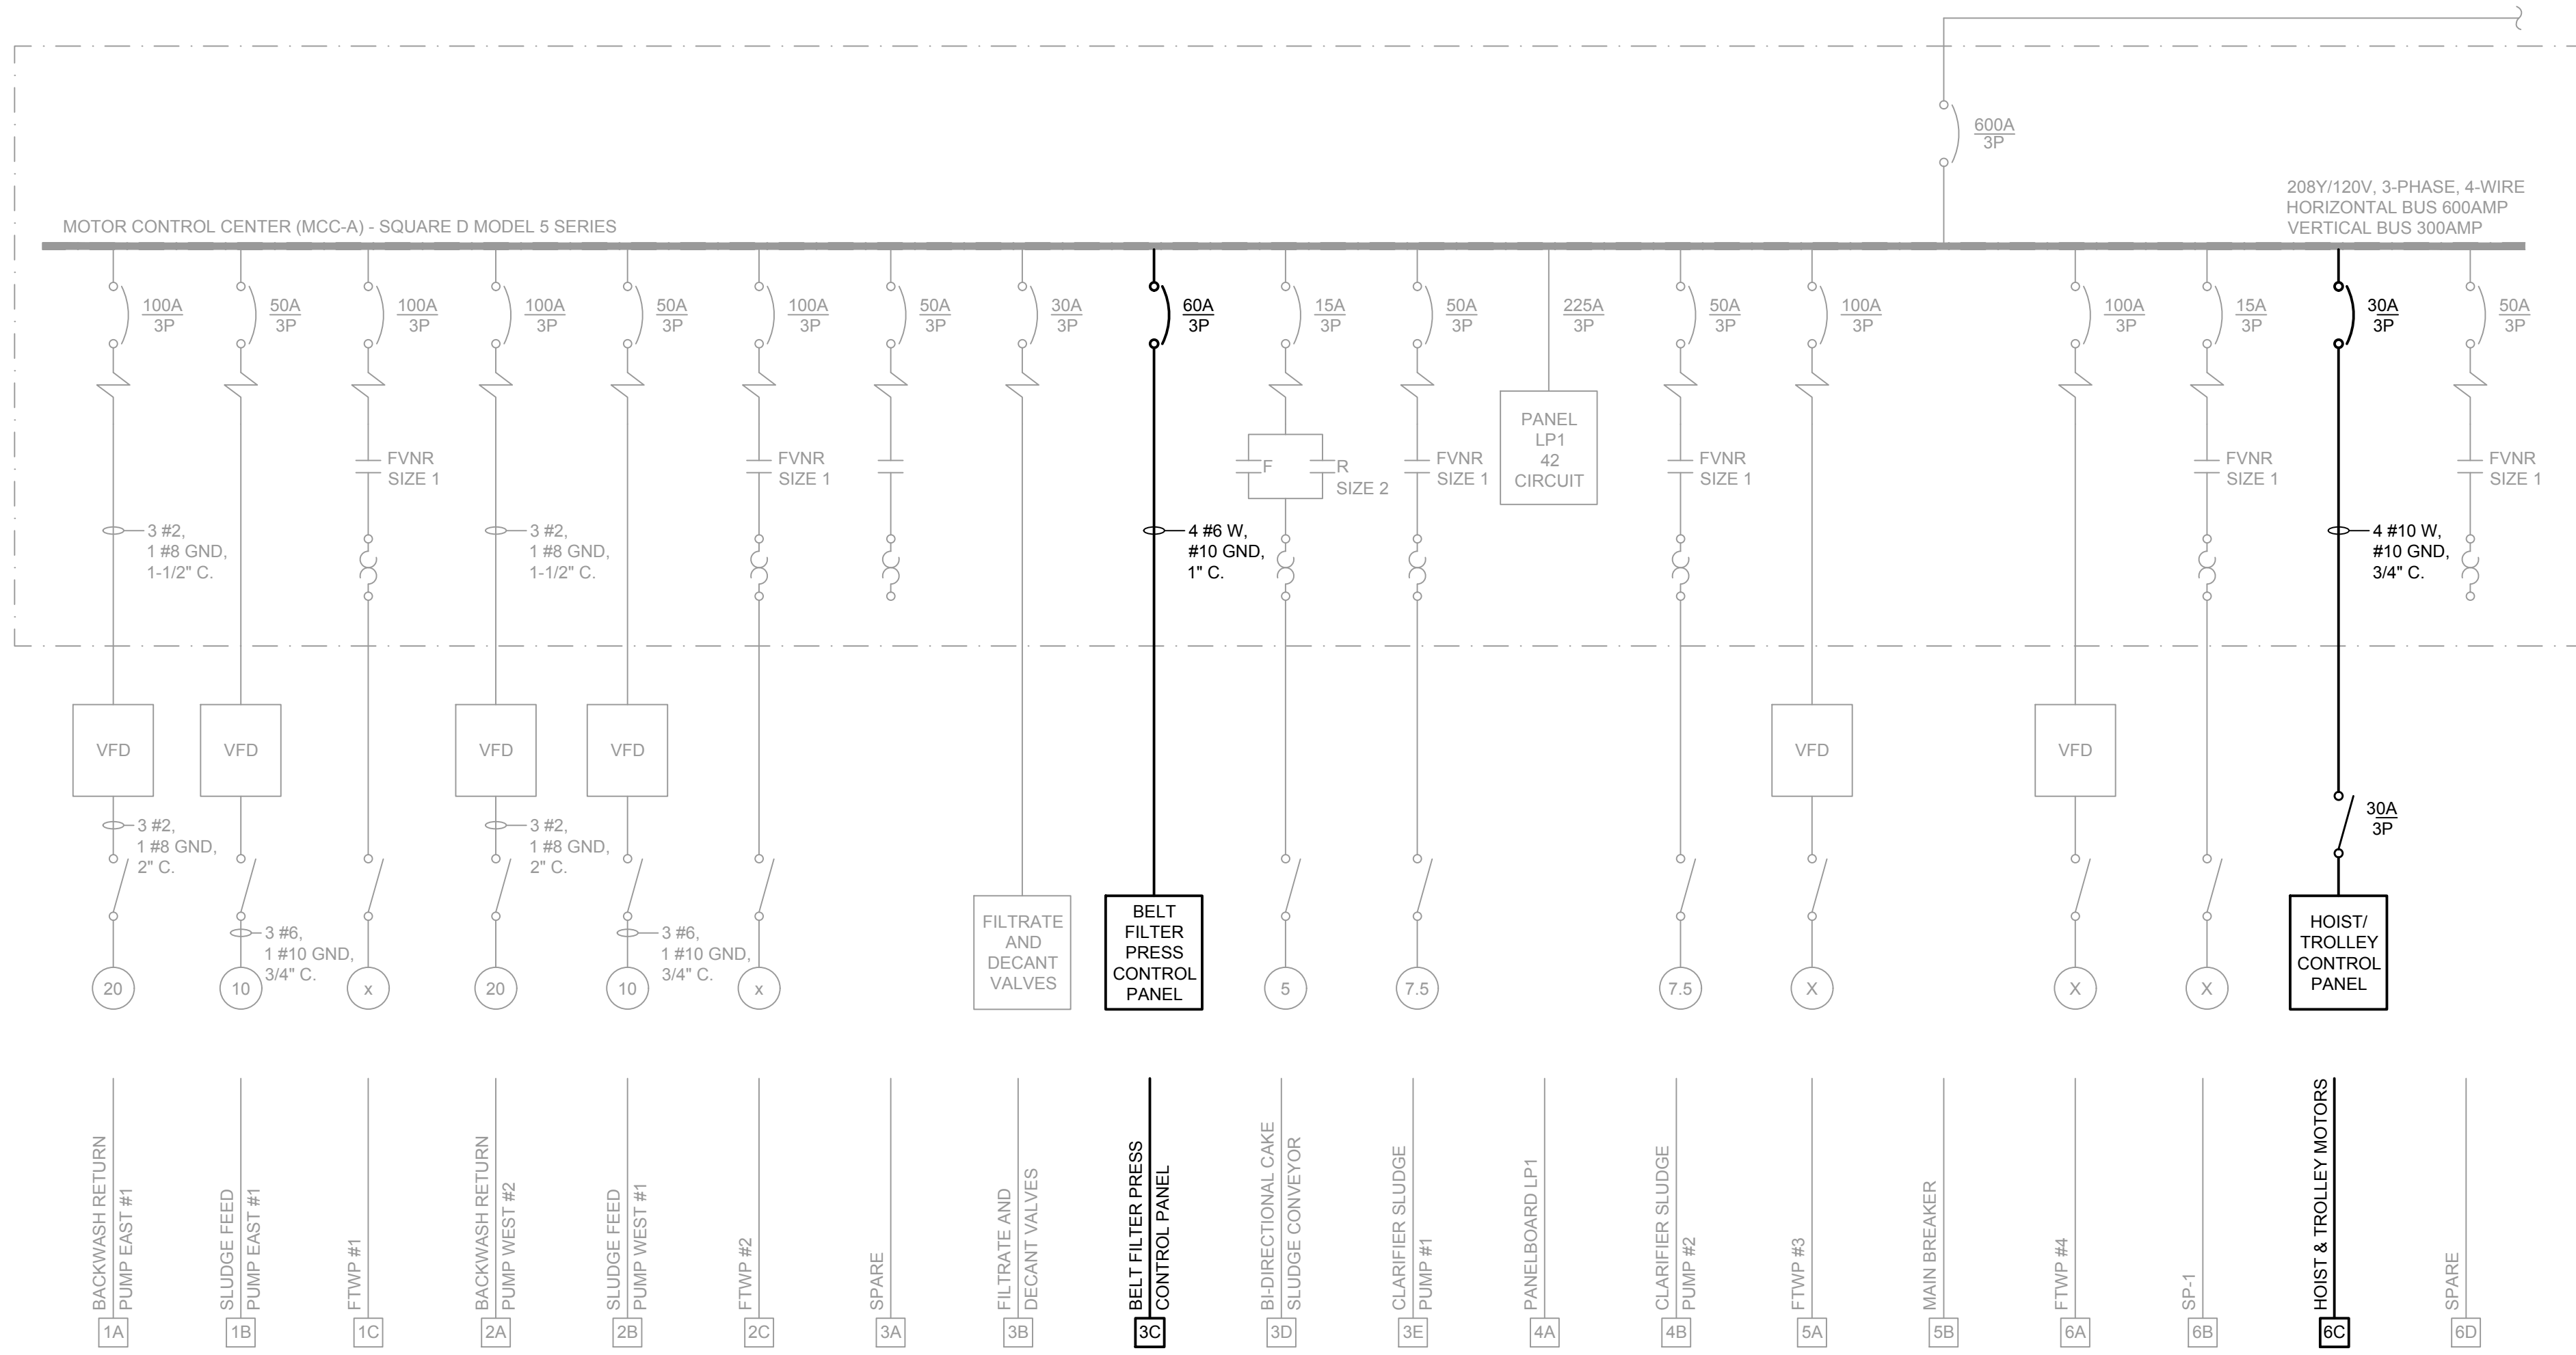 600A
3P
208Y/120V, 3-PHASE, 4-WIRE
HORIZONTAL BUS 600AMP
VERTICAL BUS 300AMP
MOTOR CONTROL CENTER (MCC-A) - SQUARE D MODEL 5 SERIES
100A
3P
50A
3P
100A
3P
100A
3P
50A
3P
100A
3P
50A
3P
30A
3P
60A
3P
15A
3P
50A
3P
225A
3P
50A
3P
100A
3P
100A
3P
15A
3P
30A
3P
50A
3P
FVNR
SIZE 1
FVNR
SIZE 1
F
R
SIZE 2
FVNR
SIZE 1
PANEL
LP1
42
CIRCUIT
FVNR
SIZE 1
FVNR
SIZE 1
FVNR
SIZE 1
3 #2,
1 #8 GND,
1-1/2" C.
3 #2,
1 #8 GND,
1-1/2" C.
4 #6 W,
#10 GND,
1" C.
4 #10 W,
#10 GND,
3/4" C.
VFD
VFD
VFD
VFD
VFD
VFD
30A
3P
3 #2,
1 #8 GND,
2" C.
3 #2,
1 #8 GND,
2" C.
3 #6,
1 #10 GND,
3/4" C.
3 #6,
1 #10 GND,
3/4" C.
FILTRATE
AND
DECANT
VALVES
BELT
FILTER
PRESS
CONTROL
PANEL
HOIST/
TROLLEY
CONTROL
PANEL
20
10
x
20
10
x
5
7.5
7.5
X
X
X
BACKWASH RETURN
PUMP EAST #1
SLUDGE FEED
PUMP EAST #1
FTWP #1
BACKWASH RETURN
PUMP WEST #2
SLUDGE FEED
PUMP WEST #1
FTWP #2
SPARE
FILTRATE AND
DECANT VALVES
BELT FILTER PRESS
CONTROL PANEL
BI-DIRECTIONAL CAKE
SLUDGE CONVEYOR
CLARIFIER SLUDGE
PUMP #1
PANELBOARD LP1
CLARIFIER SLUDGE
PUMP #2
FTWP #3
MAIN BREAKER
FTWP #4
SP-1
HOIST & TROLLEY MOTORS
SPARE
1A
1B
1C
2A
2B
2C
3A
3B
3C
3D
3E
4A
4B
5A
5B
6A
6B
6C
6D